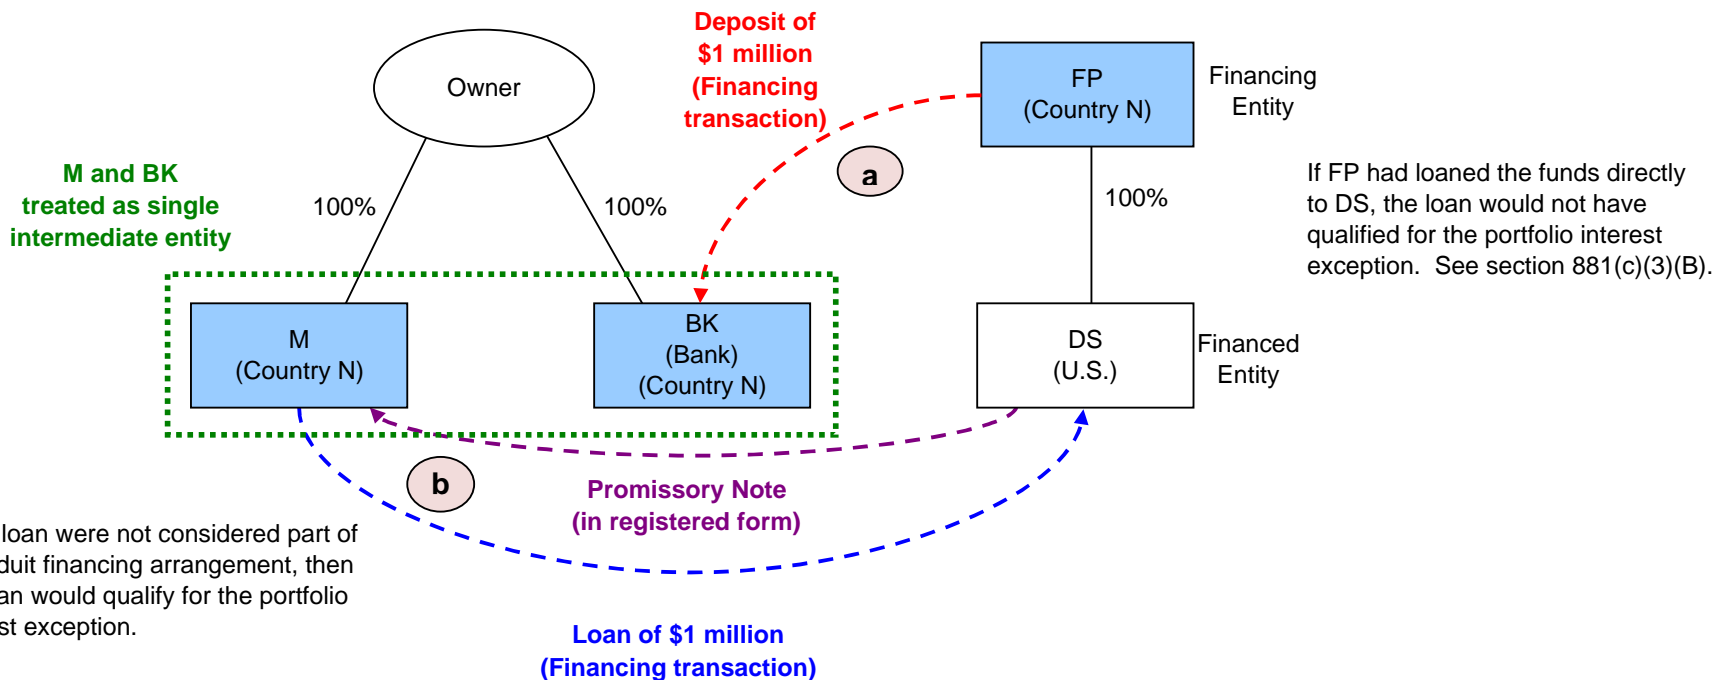 Deposit of
$1 million
(Financing
transaction)
Owner
FP
(Country N)
Financing
Entity
a
M and BK
treated as single
intermediate entity
100%
100%
100%
If FP had loaned the funds directly
to DS, the loan would not have
qualified for the portfolio interest
exception. See section 881(c)(3)(B).
M
(Country N)
BK
(Bank)
(Country N)
DS
(U.S.)
Financed
Entity
b
Promissory Note
(in registered form)
loan were not considered part of
financing arrangement, then
would qualify for the portfolio
exception.
Loan of $1 million
(Financing transaction)